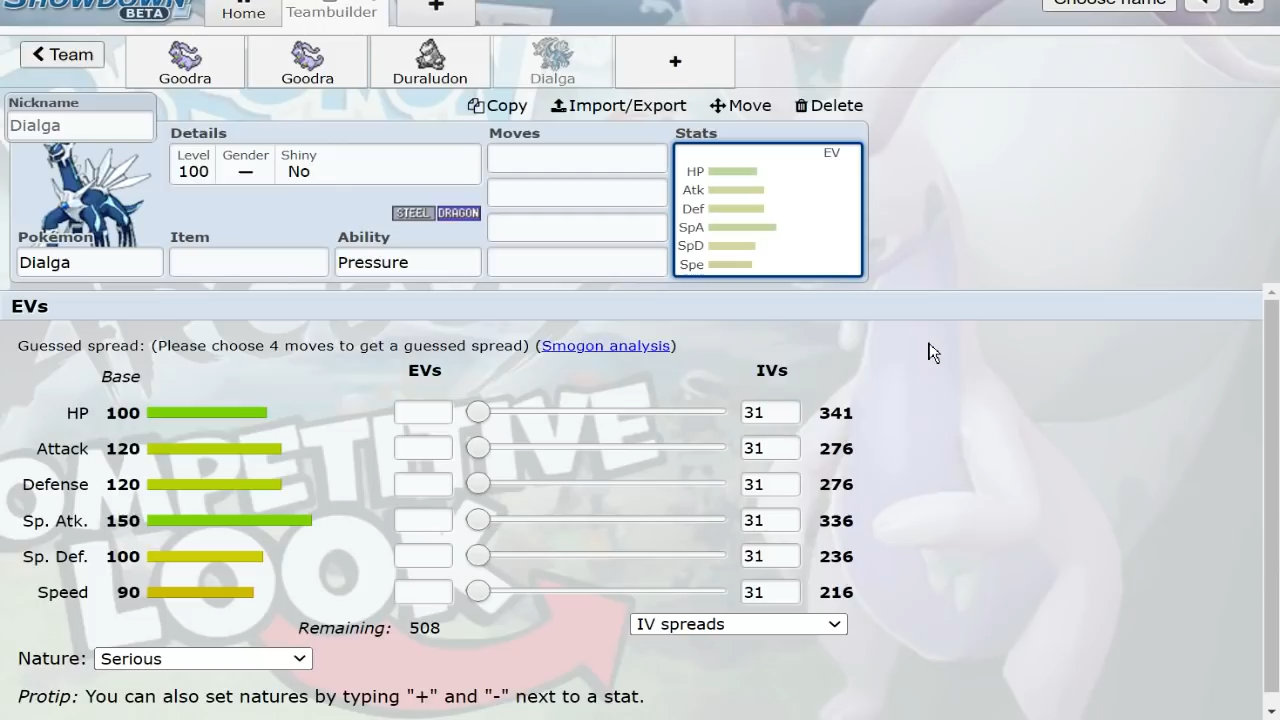 SHOWDOWN
BETA
Home
Teambuilder
+
Choose name
< Team
Goodra
Goodra
Duraludon
Dialga
+
Nickname
Dialga
Copy
Import/Export
Move
Delete
Details
Level
100
Gender
—
Shiny
No
STEEL DRAGON
Pokémon
Dialga
Item
Ability
Pressure
Moves
Stats
EV
HP
Atk
Def
SpA
SpD
Spe
EVs
Guessed spread: (Please choose 4 moves to get a guessed spread) (Smogon analysis)
Base
EVs
IVs
HP 100 31 341
Attack 120 31 276
Defense 120 31 276
Sp. Atk. 150 31 336
Sp. Def. 100 31 236
Speed 90 31 216
Remaining: 508
IV spreads
Nature: Serious
Protip: You can also set natures by typing "+" and "-" next to a stat.
COMPETITIVE
LOOK